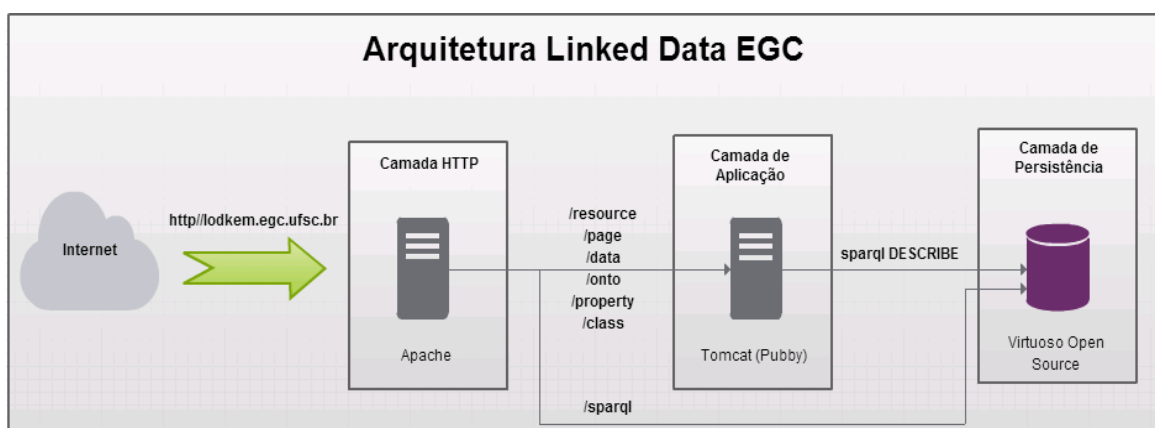 Arquitetura Linked Data EGC
Internet
http//lodkem.egc.ufsc.br
Camada HTTP
Apache
/resource
/page
/data
/onto
/property
/class
/sparql
Camada de
Aplicação
Tomcat (Pubby)
sparql DESCRIBE
Camada de
Persistência
Virtuoso Open
Source